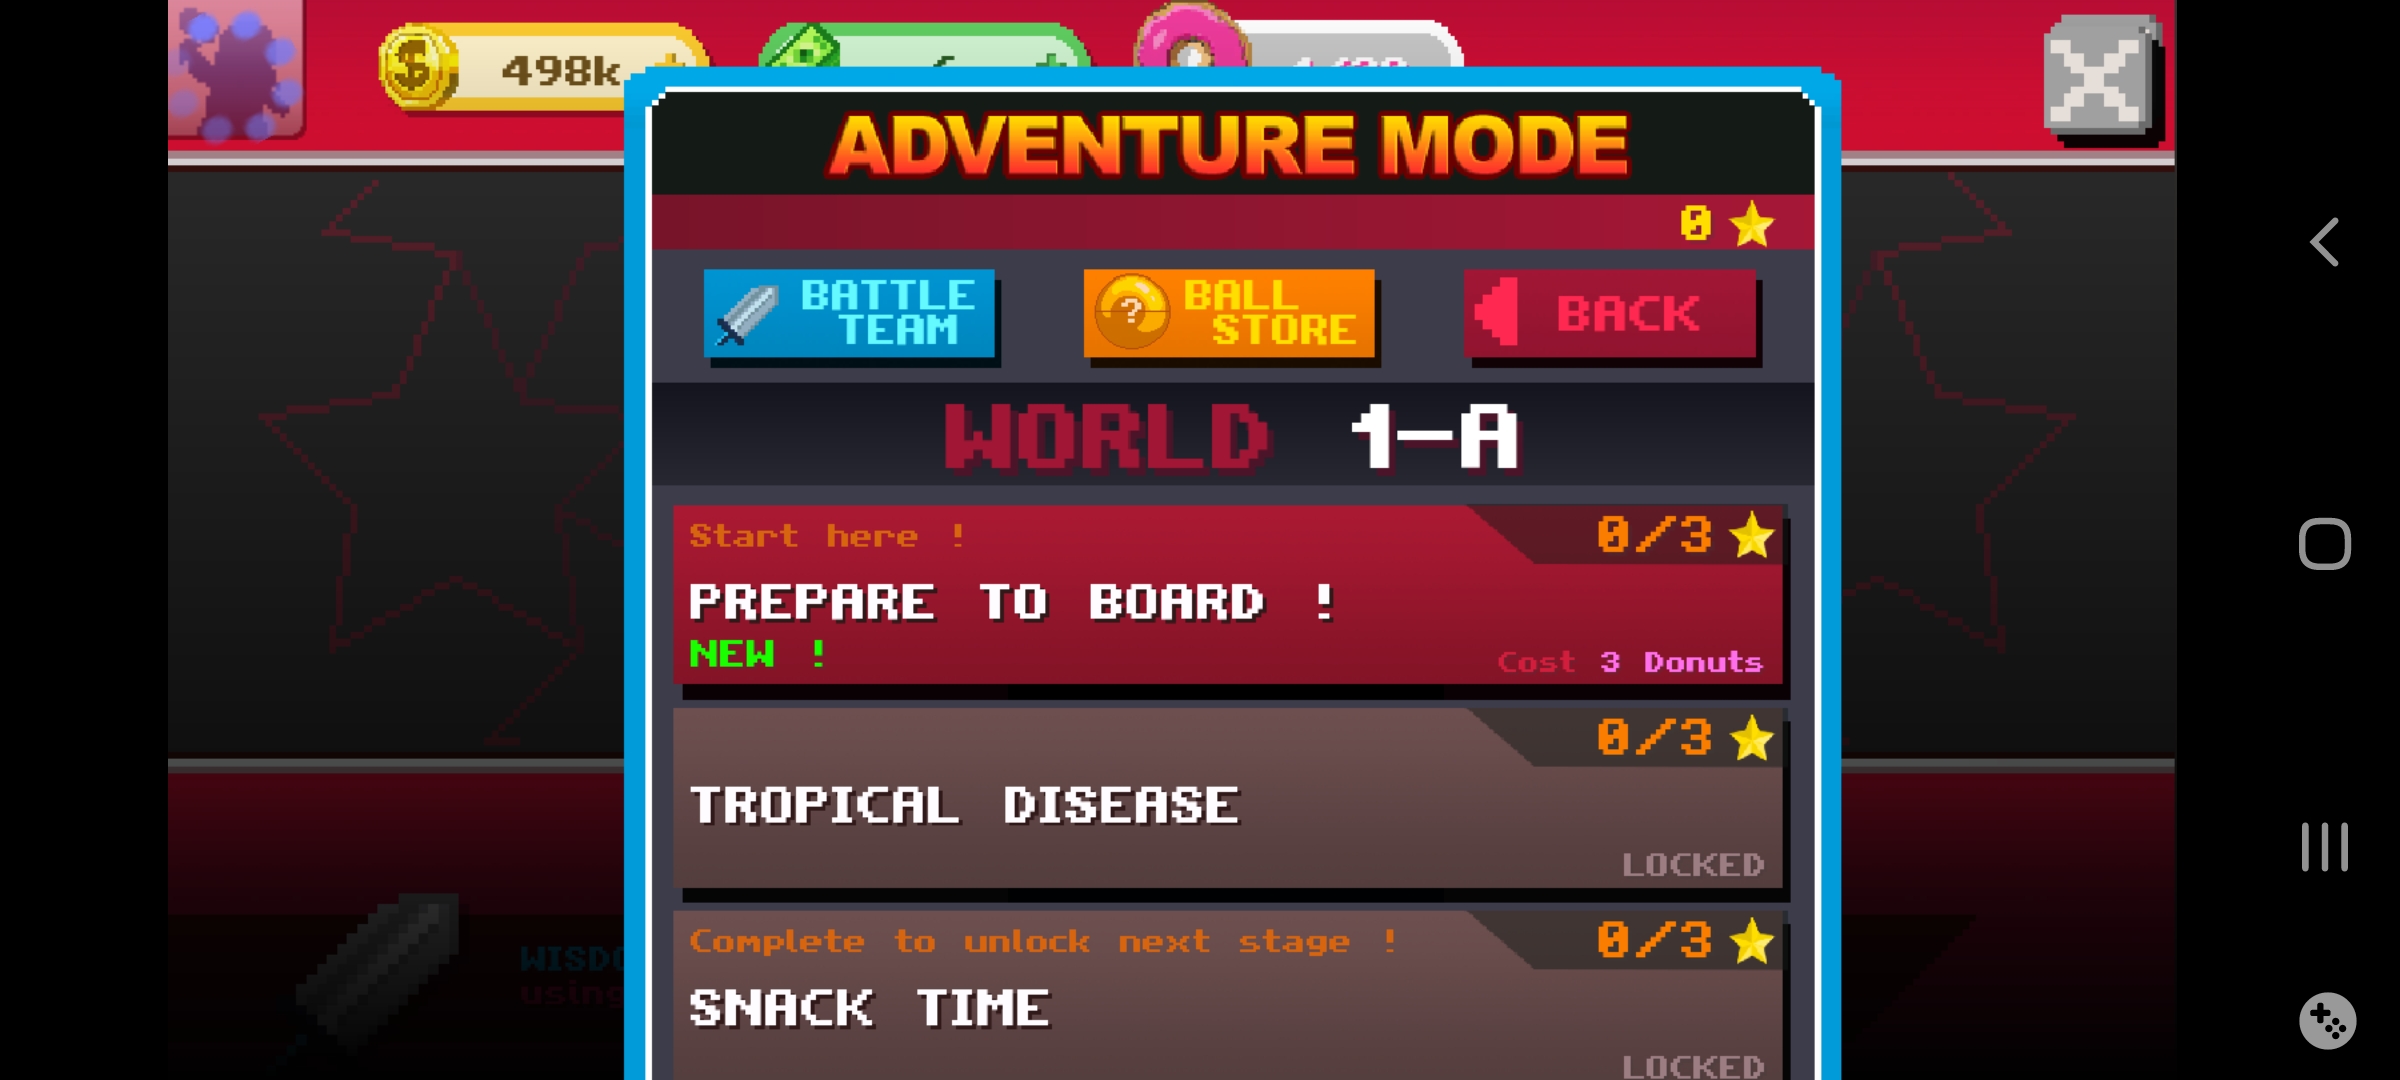 498k
ADVENTURE MODE
0
BATTLE
TEAM
?
BALL
STORE
BACK
WORLD 1-A
Start here !
0/3
PREPARE TO BOARD !
NEW !
Cost 3 Donuts
0/3
TROPICAL DISEASE
LOCKED
Complete to unlock next stage !
0/3
SNACK TIME
LOCKED
using